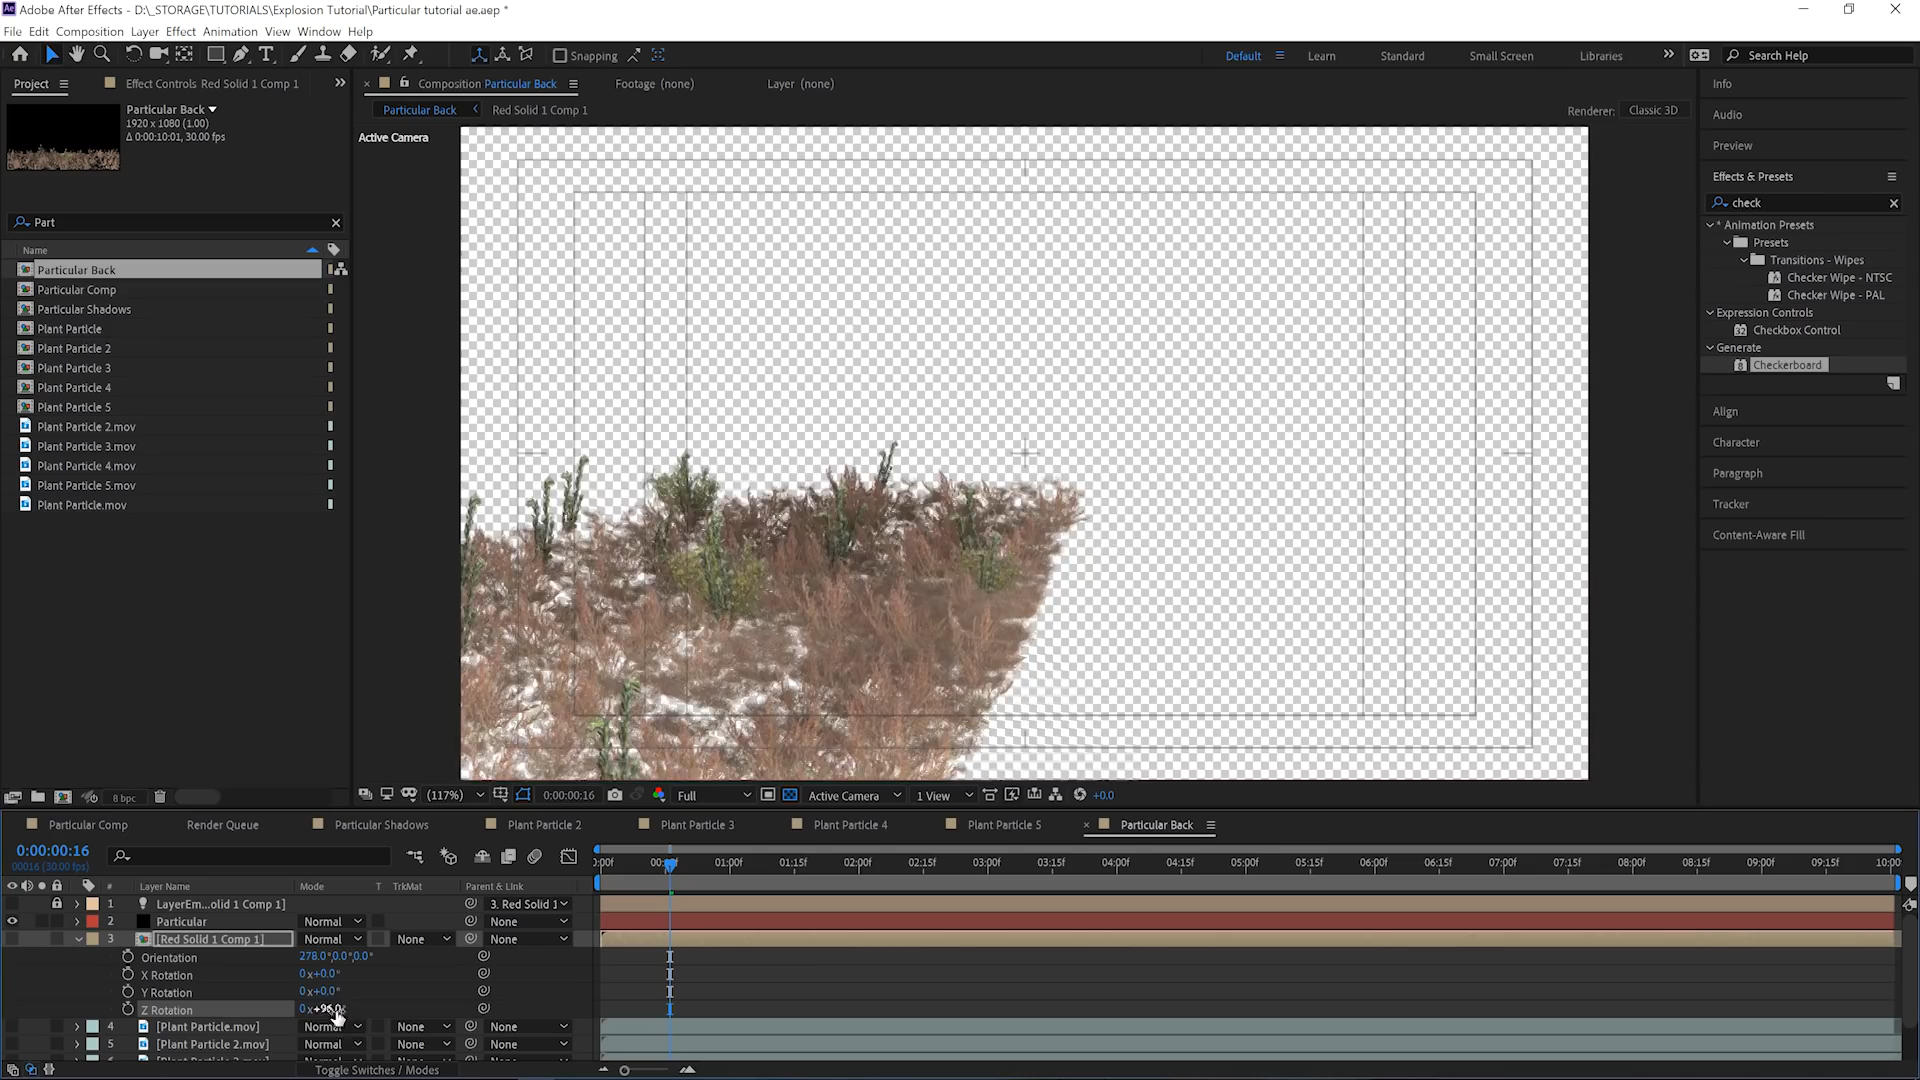 Adobe After Effects - D:\_STORAGE\TUTORIALS\Explosion Tutorial\Particular tutorial ae.aep *
File Edit Composition Layer Effect Animation View Window Help
Snapping
Default Learn Standard Small Screen Libraries Search Help
Project Effect Controls Red Solid 1 Comp 1
Composition Particular Back Footage (none) Layer (none)
Particular Back Red Solid 1 Comp 1 Renderer: Classic 3D
Particular Back
1920 x 1080 (1.00)
Δ 0:00:10:01, 30.00 fps
Part
Name
Particular Back
Particular Comp
Particular Shadows
Plant Particle
Plant Particle 2
Plant Particle 3
Plant Particle 4
Plant Particle 5
Plant Particle 2.mov
Plant Particle 3.mov
Plant Particle 4.mov
Plant Particle 5.mov
Plant Particle.mov
8 bpc
Active Camera
(117%) 0:00:00:16 Full Active Camera 1 View +0.0
Info
Audio
Preview
Effects & Presets
check
* Animation Presets
Presets
Transitions - Wipes
Checker Wipe - NTSC
Checker Wipe - PAL
Expression Controls
Checkbox Control
Generate
Checkerboard
Align
Character
Paragraph
Tracker
Content-Aware Fill
Particular Comp Render Queue Particular Shadows Plant Particle 2 Plant Particle 3 Plant Particle 4 Plant Particle 5 Particular Back
0:00:00:16
00016 (30.00 fps)
01:00f 01:15f 02:00f 02:15f 03:00f 03:15f 04:00f 04:15f 05:00f 05:15f 06:00f 06:15f 07:00f 07:15f 08:00f 08:15f 09:00f 09:15f 10:00
# Layer Name Mode T TrkMat Parent & Link
1 LayerEm...olid 1 Comp 1] 3. Red Solid 1
2 Particular Normal None
3 [Red Solid 1 Comp 1] Normal None None
Orientation 278.0°,0.0°,0.0°
X Rotation 0x+0.0°
Y Rotation 0x+0.0°
Z Rotation 0x
4 [Plant Particle.mov] Normal None None
5 [Plant Particle 2.mov] Normal None None
Toggle Switches / Modes